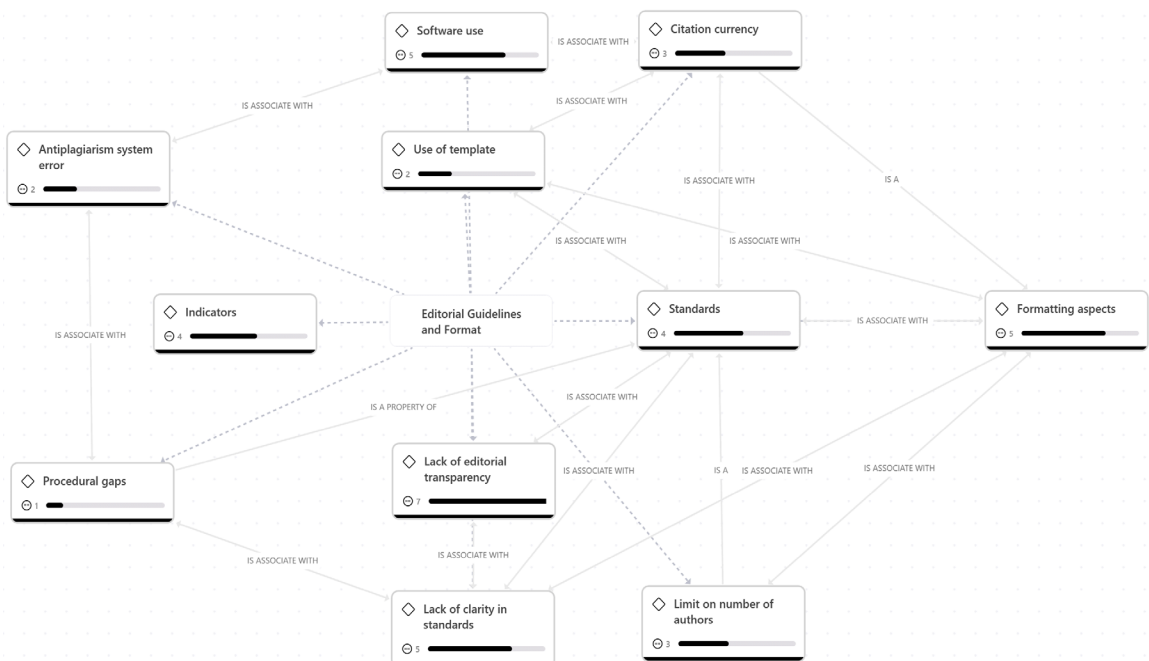 Software use
5
IS ASSOCIATE WITH
Citation currency
3
IS ASSOCIATE WITH
IS ASSOCIATE WITH
Antiplagiarism system
error
2
Use of template
2
IS ASSOCIATE WITH
IS A
IS ASSOCIATE WITH
IS ASSOCIATE WITH
Indicators
4
Editorial Guidelines
and Format
Standards
4
IS ASSOCIATE WITH
Formatting aspects
5
IS ASSOCIATE WITH
IS A PROPERTY OF
IS ASSOCIATE WITH
Procedural gaps
1
Lack of editorial
transparency
7
IS ASSOCIATE WITH
IS A
IS ASSOCIATE WITH
IS ASSOCIATE WITH
IS ASSOCIATE WITH
IS ASSOCIATE WITH
Lack of clarity in
standards
5
Limit on number of
authors
3